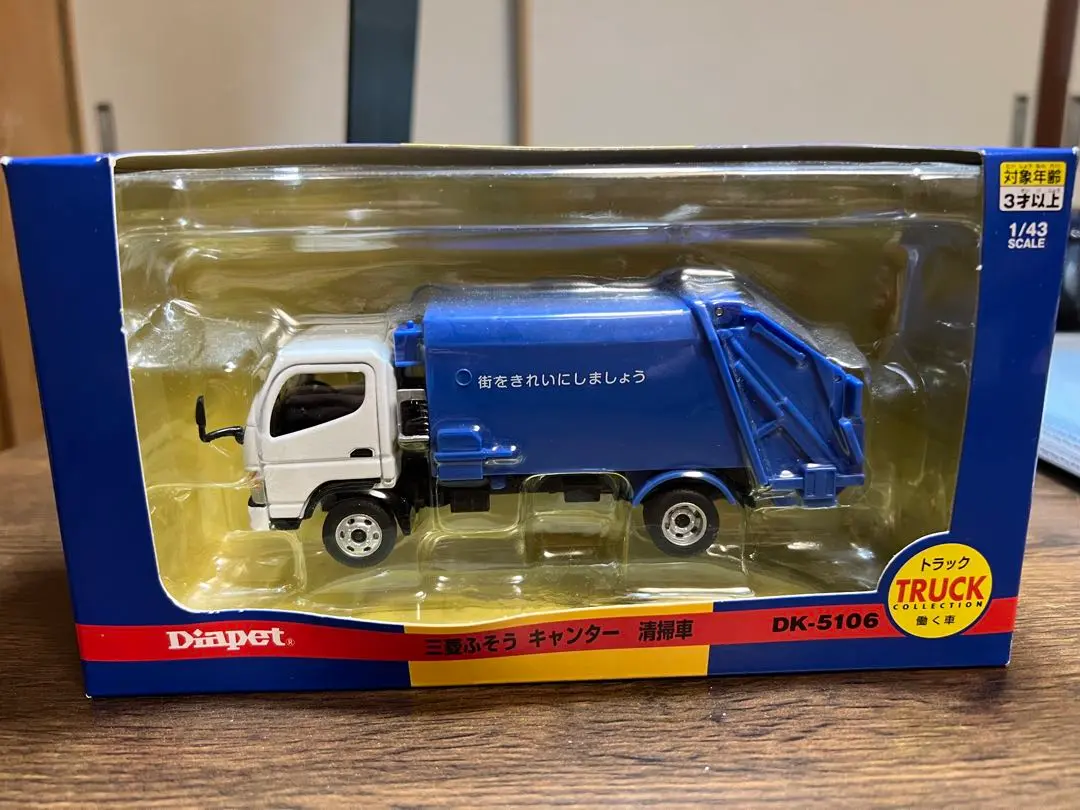 対象年齢
3才以上
1/43
SCALE
街をきれいにしましょう
トラック
TRUCK
COLLECTION
働く車
Diapet®
三菱ふそう キャンター 清掃車
DK-5106